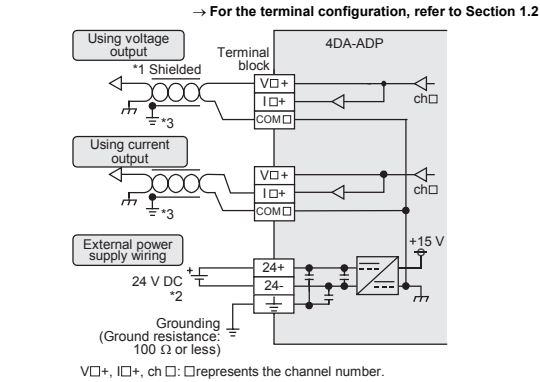 → For the terminal configuration, refer to Section 1.2
Using voltage
output
4DA-ADP
Terminal
block
*1 Shielded
V□+
I□+
COM□
ch□
*3
Using current
output
V□+
I□+
COM□
ch□
*3
External power
supply wiring
+15 V
+
24 V DC
*2
24+
24-
Grounding
(Ground resistance:
100 Ω or less)
V□+, I□+, ch □: □represents the channel number.